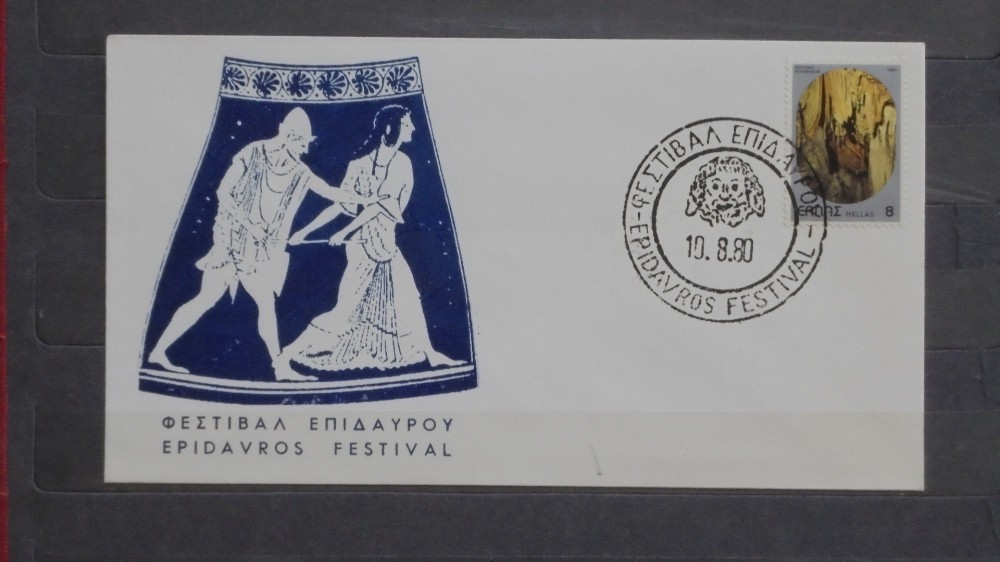 ΦΕΣΤΙΒΑΛ ΕΠΙΔΑΥΡΟΥ
EPIDAVROS FESTIVAL
ΦΕΣΤΙΒΑΛ ΕΠΙΔΑΥΡΟΥ
10.8.80
EPIDAVROS FESTIVAL
ΕΛΛΑΣ HELLAS 8